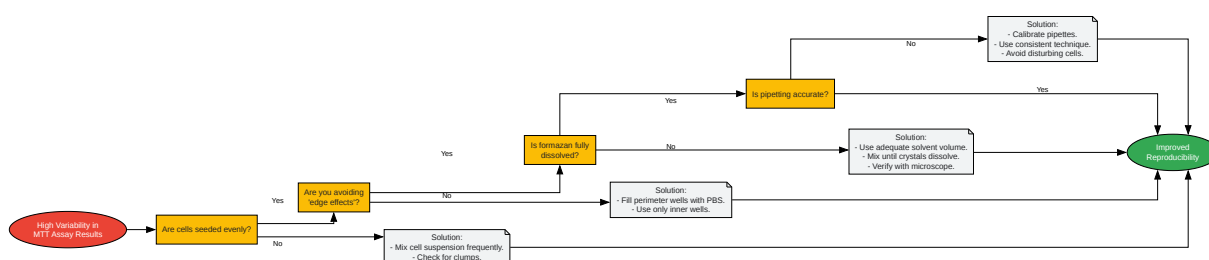 High Variability in
MTT Assay Results
Are cells seeded evenly?
Yes
No
Are you avoiding
'edge effects'?
Yes
No
Solution:
- Mix cell suspension frequently.
- Check for clumps.
Is formazan fully
dissolved?
Yes
No
Solution:
- Fill perimeter wells with PBS.
- Use only inner wells.
Is pipetting accurate?
No
Yes
Solution:
- Use adequate solvent volume.
- Mix until crystals dissolve.
- Verify with microscope.
Solution:
- Calibrate pipettes.
- Use consistent technique.
- Avoid disturbing cells.
Improved
Reproducibility